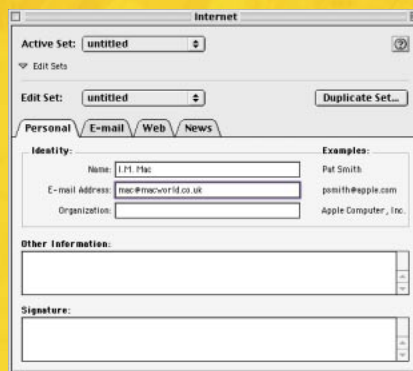 Internet
Active Set: untitled
Edit Sets
Edit Set: untitled Duplicate Set...
Personal E-mail Web News
Identity: Examples:
Name: I.M. Mac Pat Smith
E-mail Address: mac@macworld.co.uk psmith@apple.com
Organization: Apple Computer, Inc.
Other Information:
Signature: